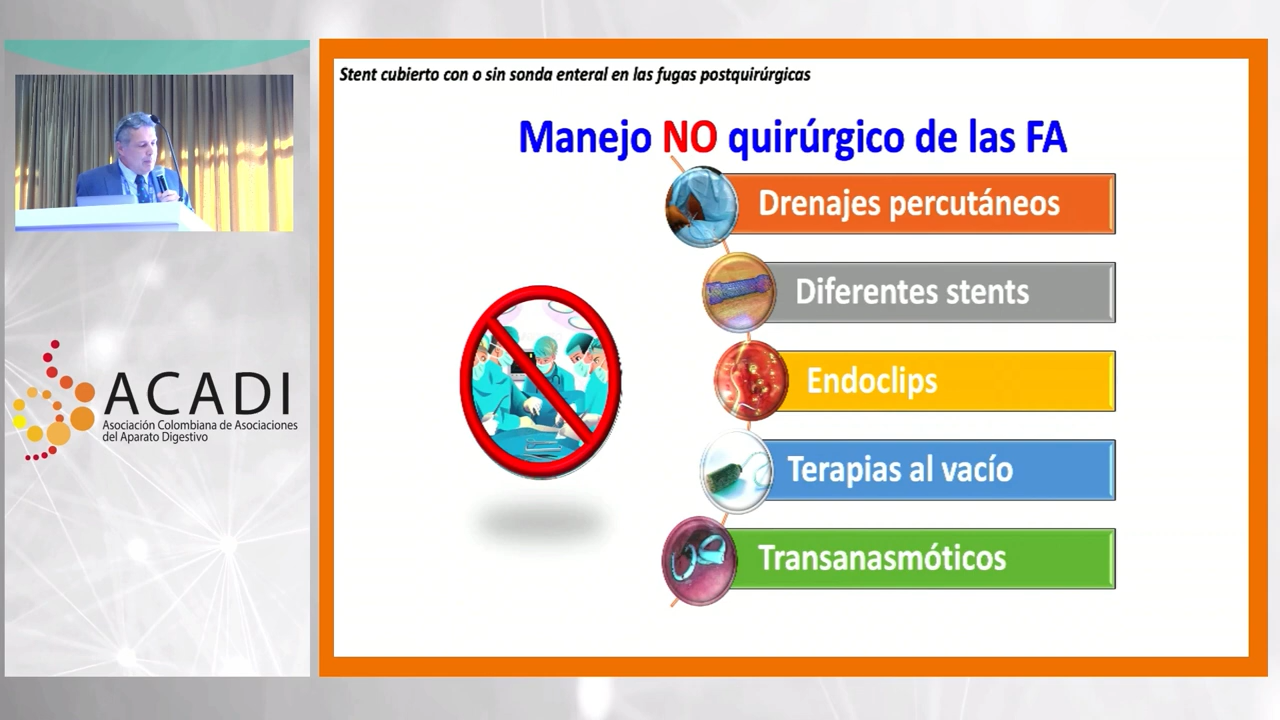 Stent cubierto con o sin sonda enteral en las fugas postquirúrgicas
Manejo NO quirúrgico de las FA
Drenajes percutáneos
Diferentes stents
Endoclips
Terapias al vacío
Transanasmóticos
ACADI
Asociación Colombiana de Asociaciones
del Aparato Digestivo